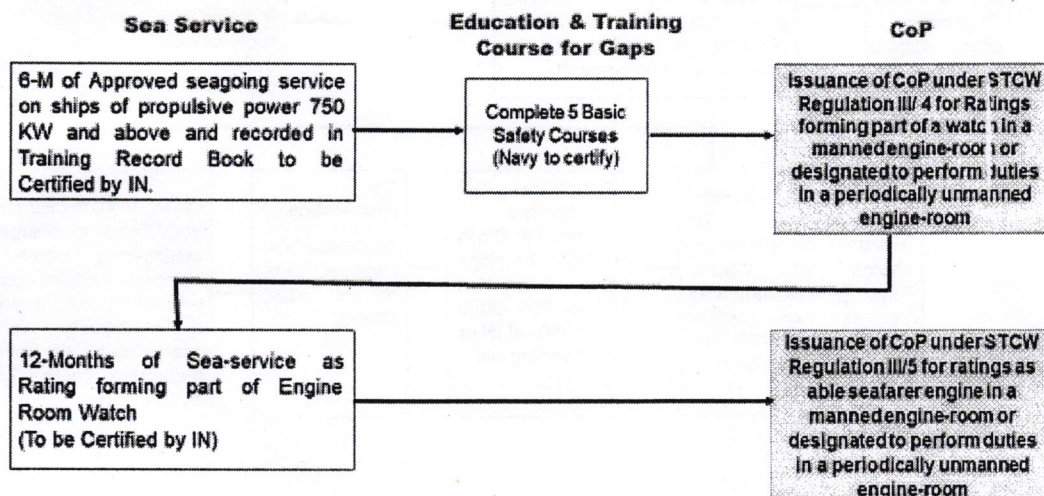 Sea Service
Education & Training
Course for Gaps
CoP
6-M of Approved seagoing service
on ships of propulsive power 750
KW and above and recorded in
Training Record Book to be
Certified by IN.
Complete 5 Basic
Safety Courses
(Navy to certify)
Issuance of CoP under STCW
Regulation III/ 4 for Ratings
forming part of a watch in a
manned engine-room or
designated to perform duties
in a periodically unmanned
engine-room
12-Months of Sea-service as
Rating forming part of Engine
Room Watch
(To be Certified by IN)
Issuance of CoP under STCW
Regulation III/5 for ratings as
able seafarer engine in a
manned engine-room or
designated to perform duties
in a periodically unmanned
engine-room